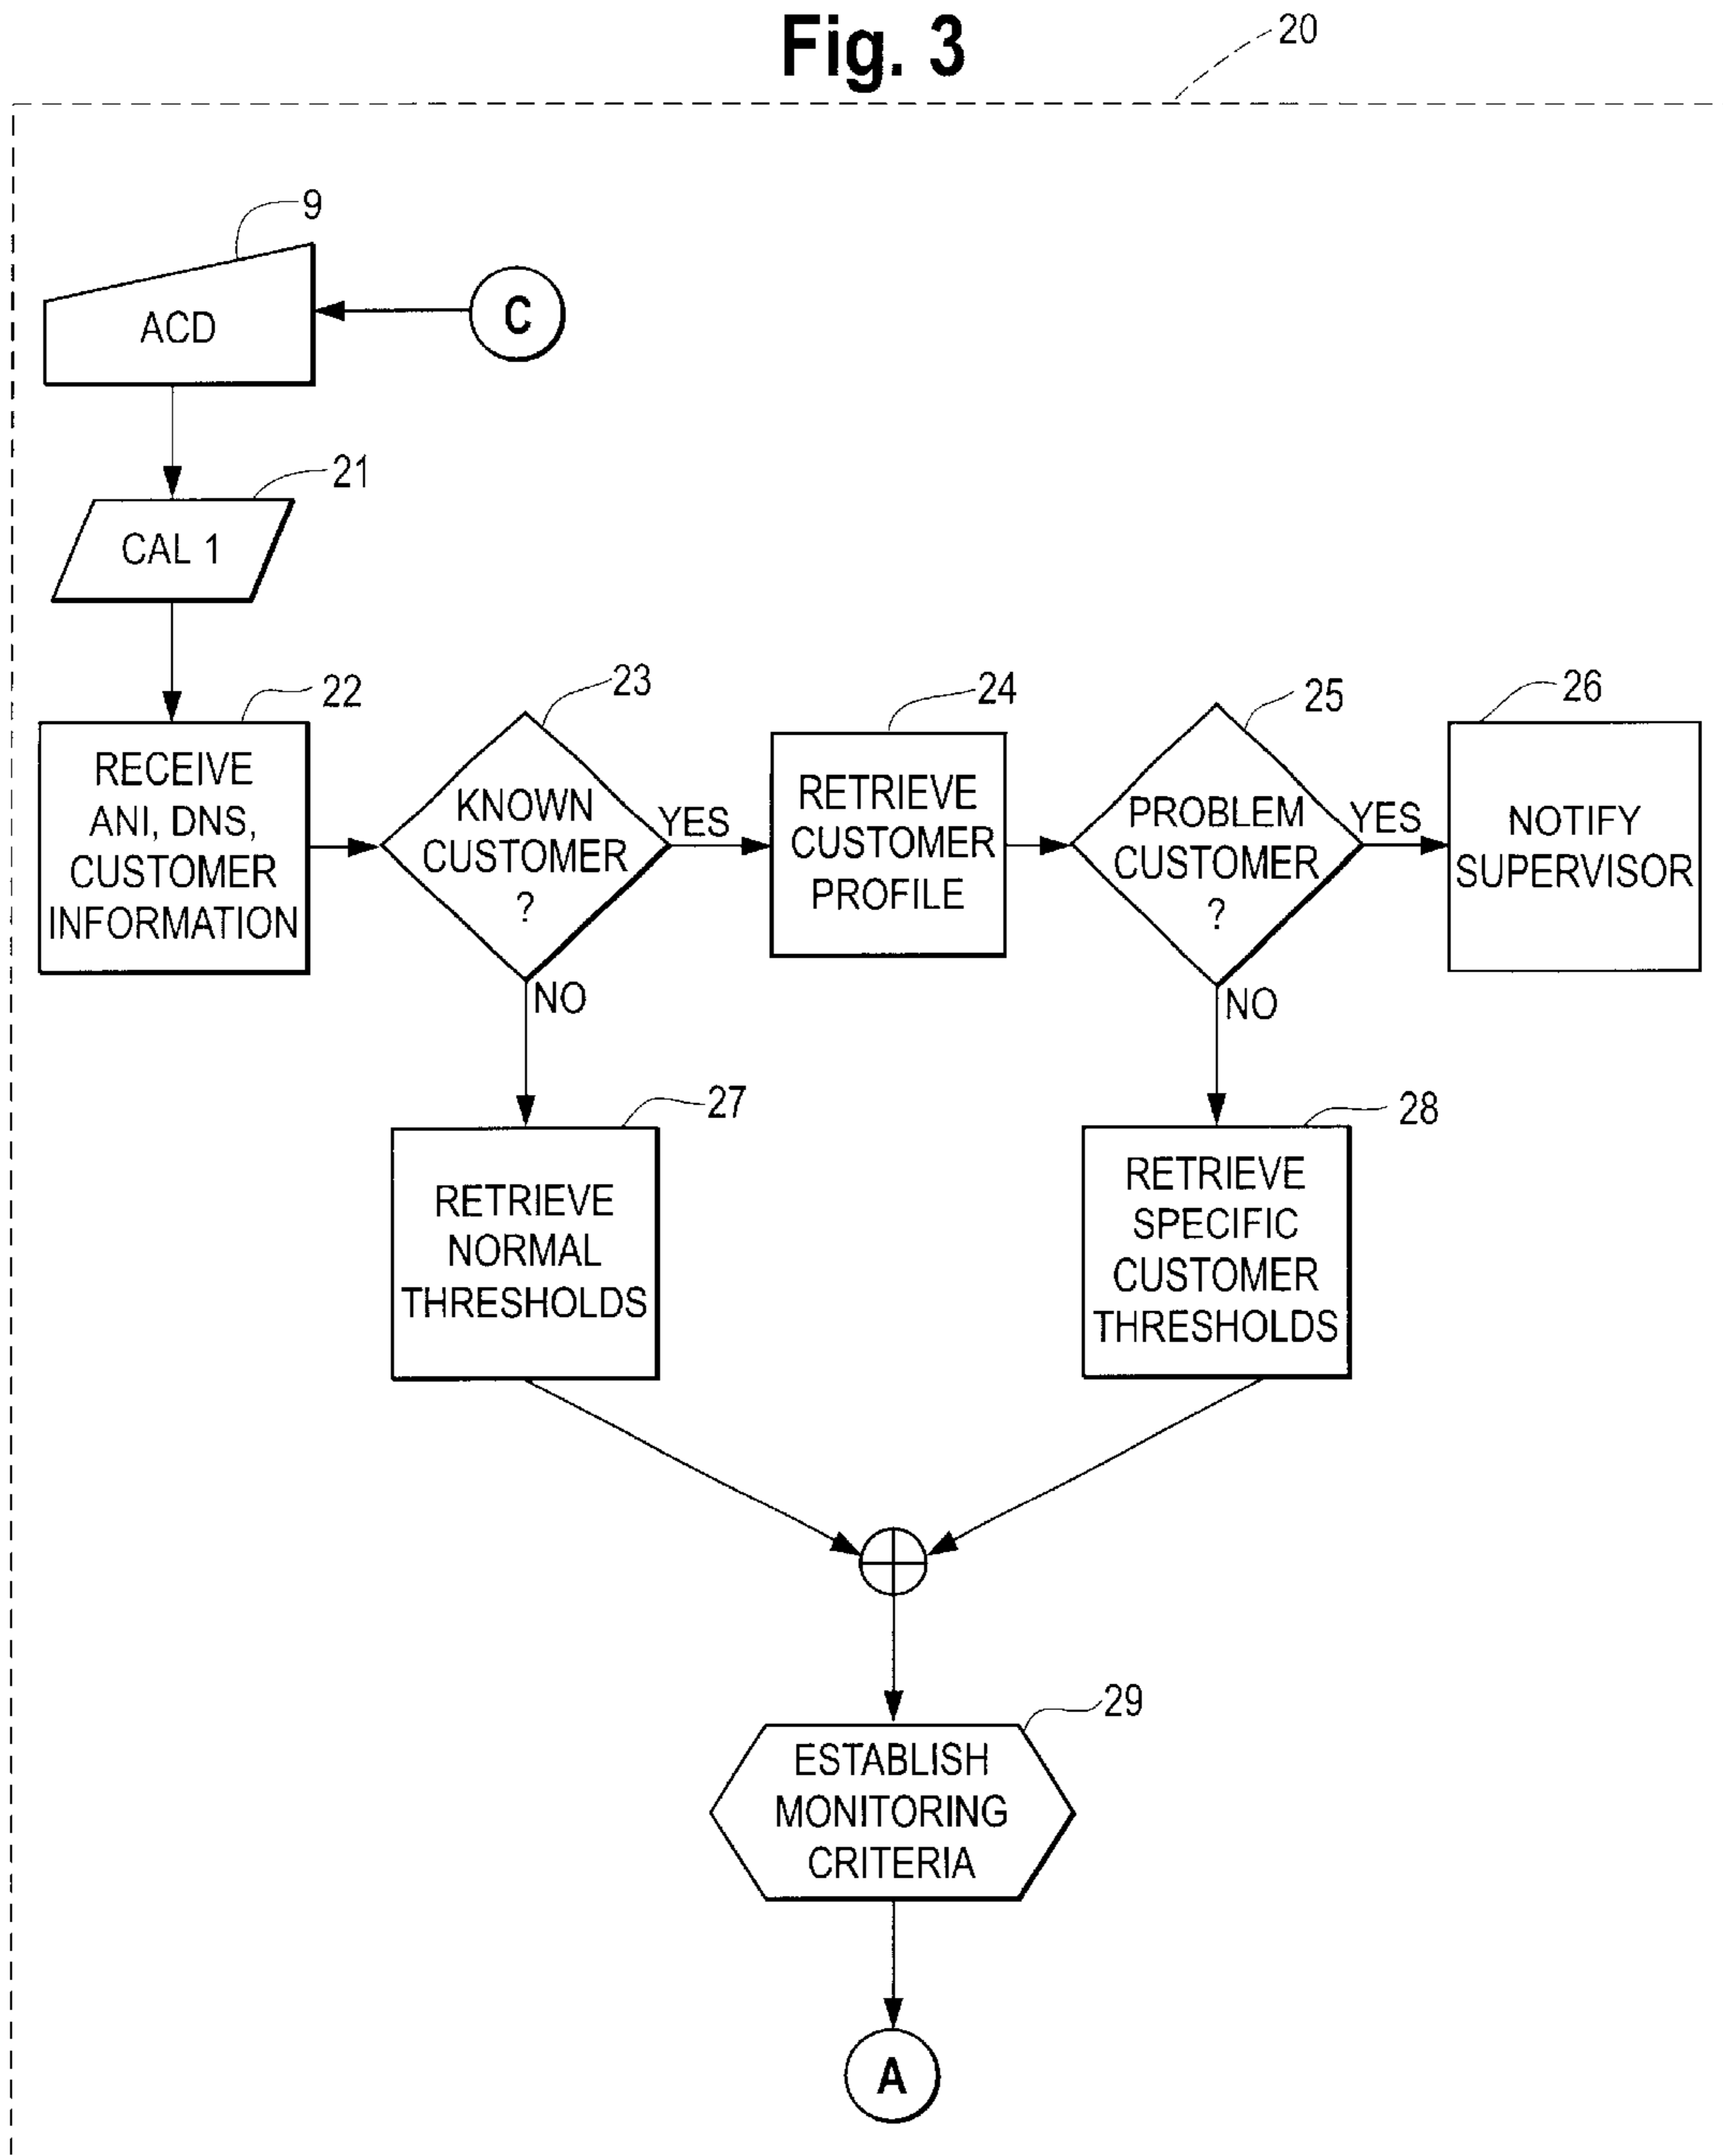 Fig. 3
20
9
ACD
C
21
CAL 1
22
RECEIVE
ANI, DNS,
CUSTOMER
INFORMATION
23
KNOWN
CUSTOMER
?
YES
NO
24
RETRIEVE
CUSTOMER
PROFILE
25
PROBLEM
CUSTOMER
?
YES
NO
26
NOTIFY
SUPERVISOR
27
RETRIEVE
NORMAL
THRESHOLDS
28
RETRIEVE
SPECIFIC
CUSTOMER
THRESHOLDS
29
ESTABLISH
MONITORING
CRITERIA
A